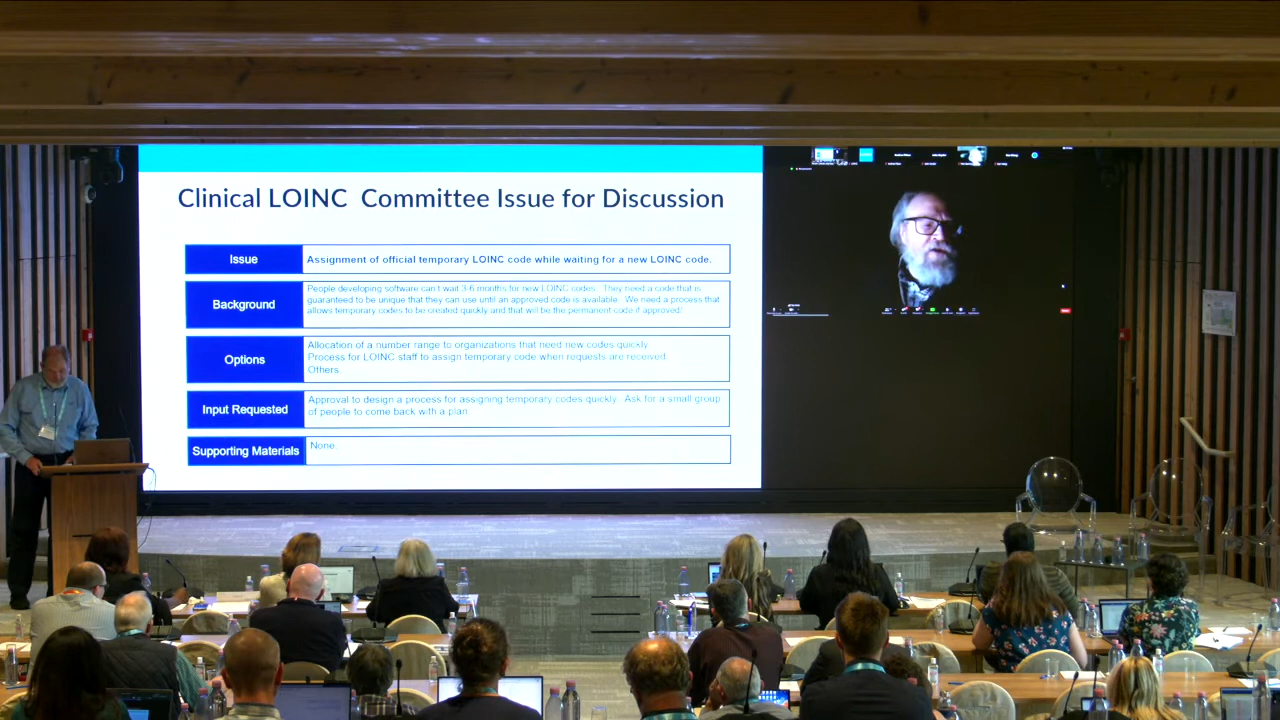 Clinical LOINC Committee Issue for Discussion
Issue
Assignment of official temporary LOINC code while waiting for a new LOINC code.
Background
People developing software can't wait 3-6 months for new LOINC codes. They need a code that is
guaranteed to be unique that they can use until an approved code is available. We need a process that
allows temporary codes to be created quickly and that will be the permanent code if approved!
Options
Allocation of a number range to organizations that need new codes quickly
Process for LOINC staff to assign temporary code when requests are received.
Others.
Input Requested
Approval to design a process for assigning temporary codes quickly. Ask for a small group
of people to come back with a plan
Supporting Materials
None.